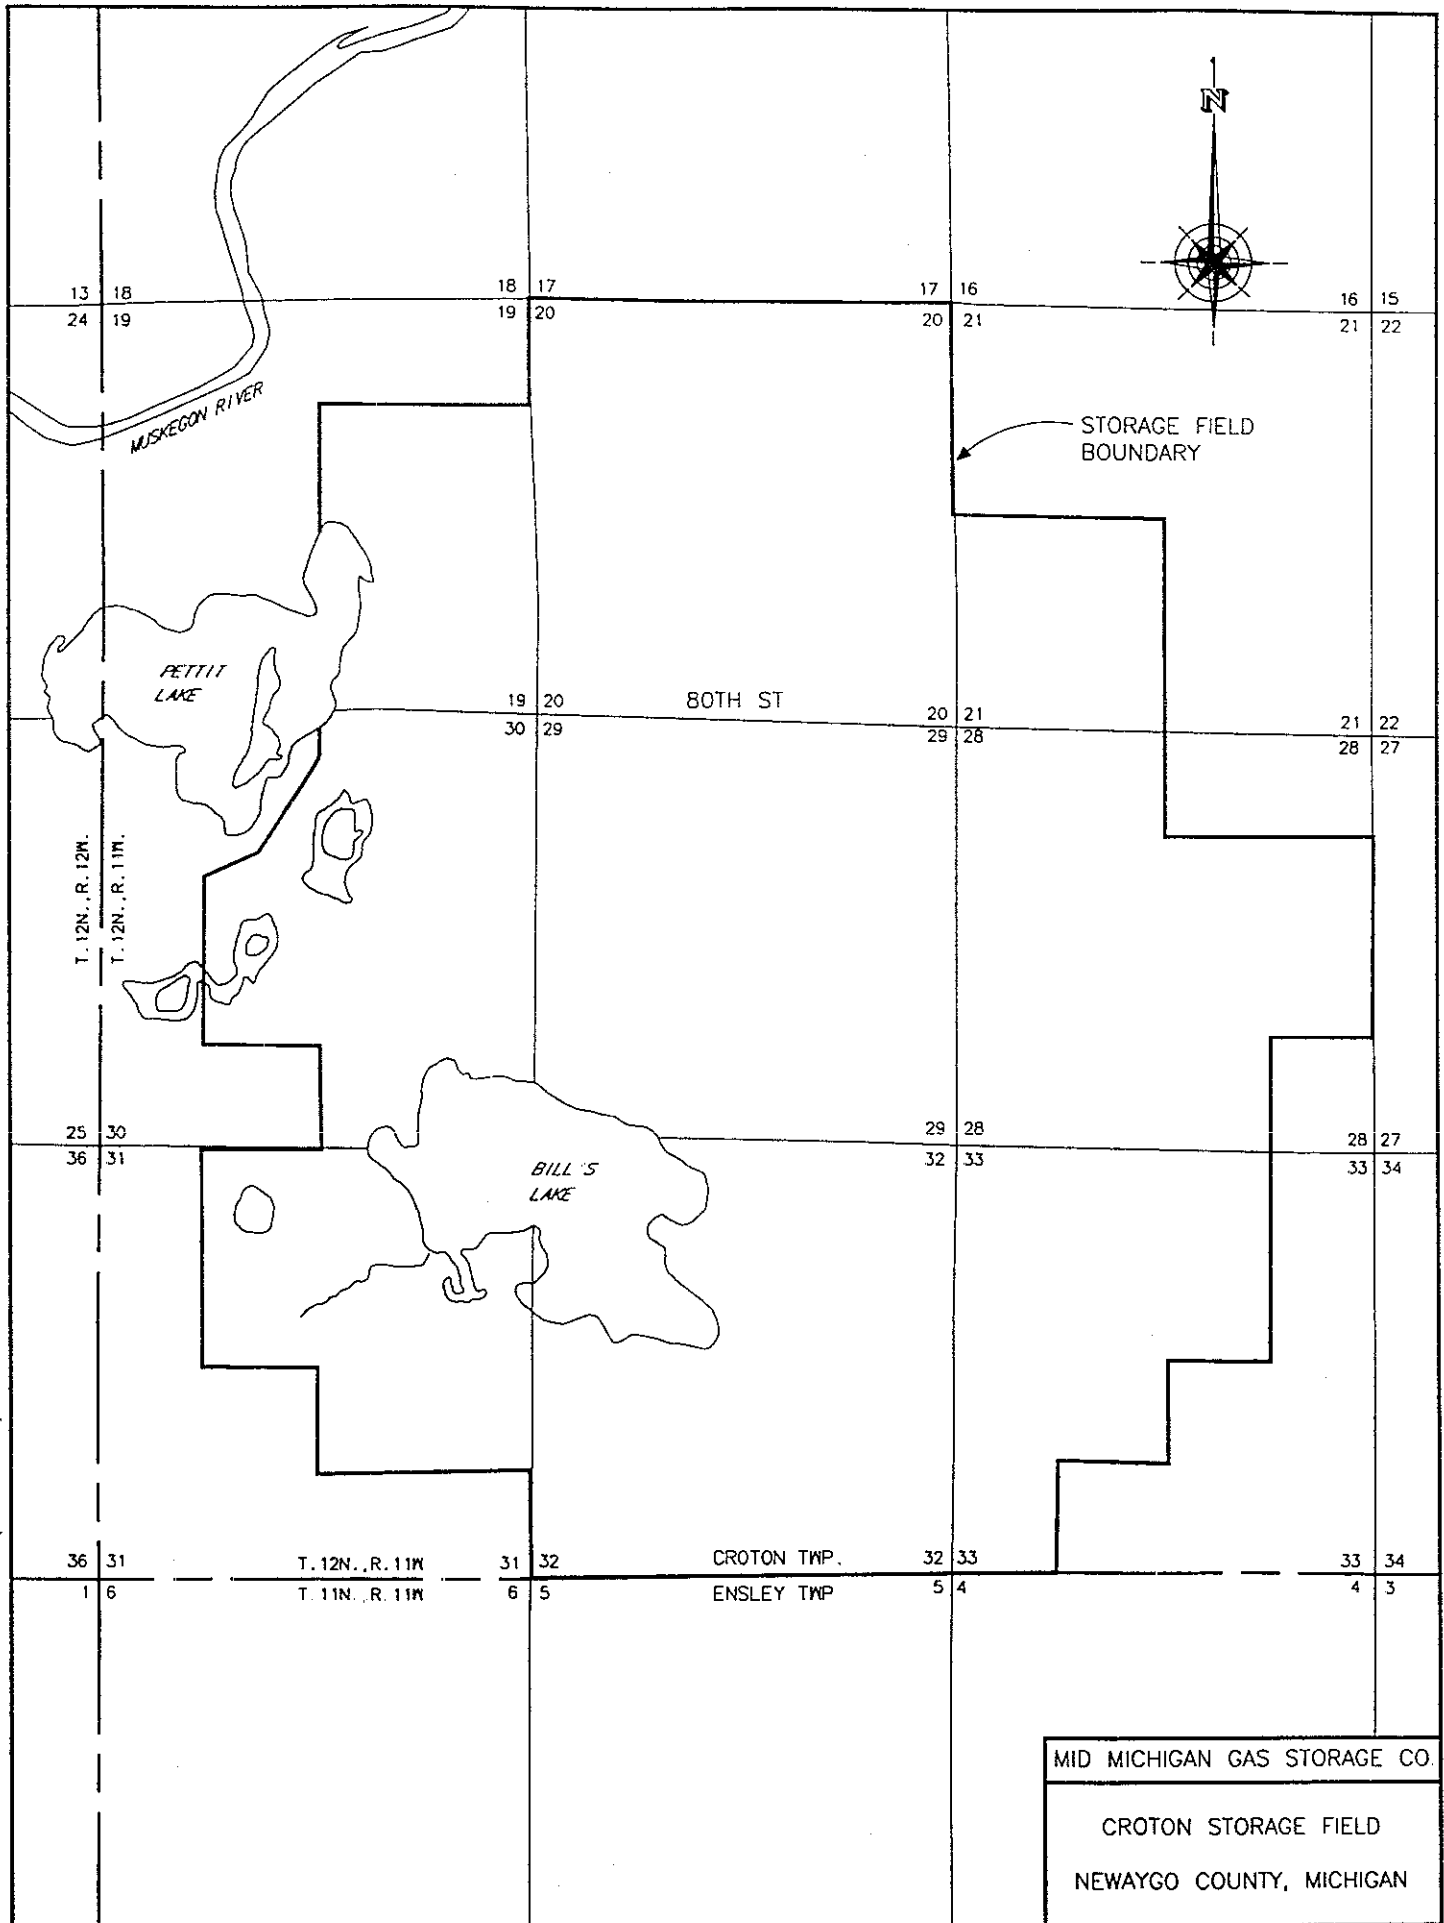 N
13 18
18 17
17 16
16 15
24 19
19 20
20 21
21 22
MUSKEGON RIVER
STORAGE FIELD
BOUNDARY
PETTIT
LAKE
19 20
80TH ST
20 21
21 22
30 29
29 28
28 27
T.12N.,R.12W.
T.12N.,R.11W.
25 30
29 28
28 27
36 31
32 33
33 34
BILL'S
LAKE
36 31
T.12N.,R.11W
31 32
CROTON TWP.
32 33
33 34
1 6
T.11N.,R.11W
6 5
ENSLEY TWP
5 4
4 3
MID MICHIGAN GAS STORAGE CO.
CROTON STORAGE FIELD
NEWAYGO COUNTY, MICHIGAN